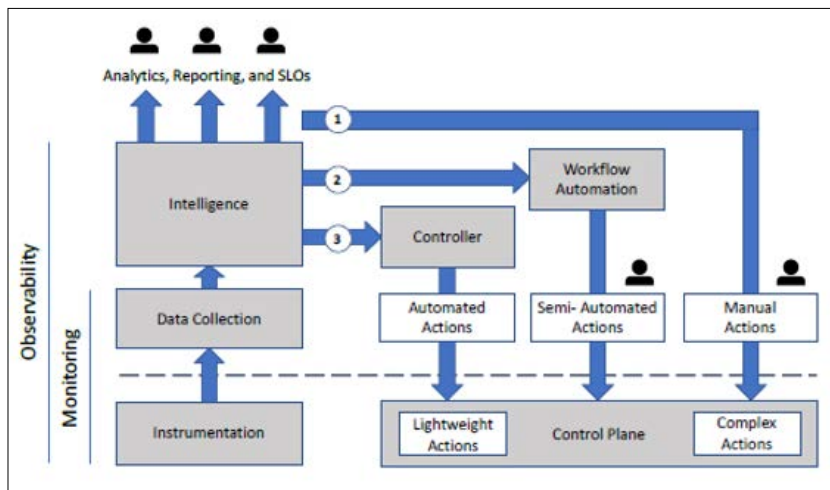 Analytics, Reporting, and SLOs
1
Intelligence
2
Workflow
Automation
3
Controller
Observability
Monitoring
Data Collection
Automated
Actions
Semi- Automated
Actions
Manual
Actions
Instrumentation
Lightweight
Actions
Control Plane
Complex
Actions